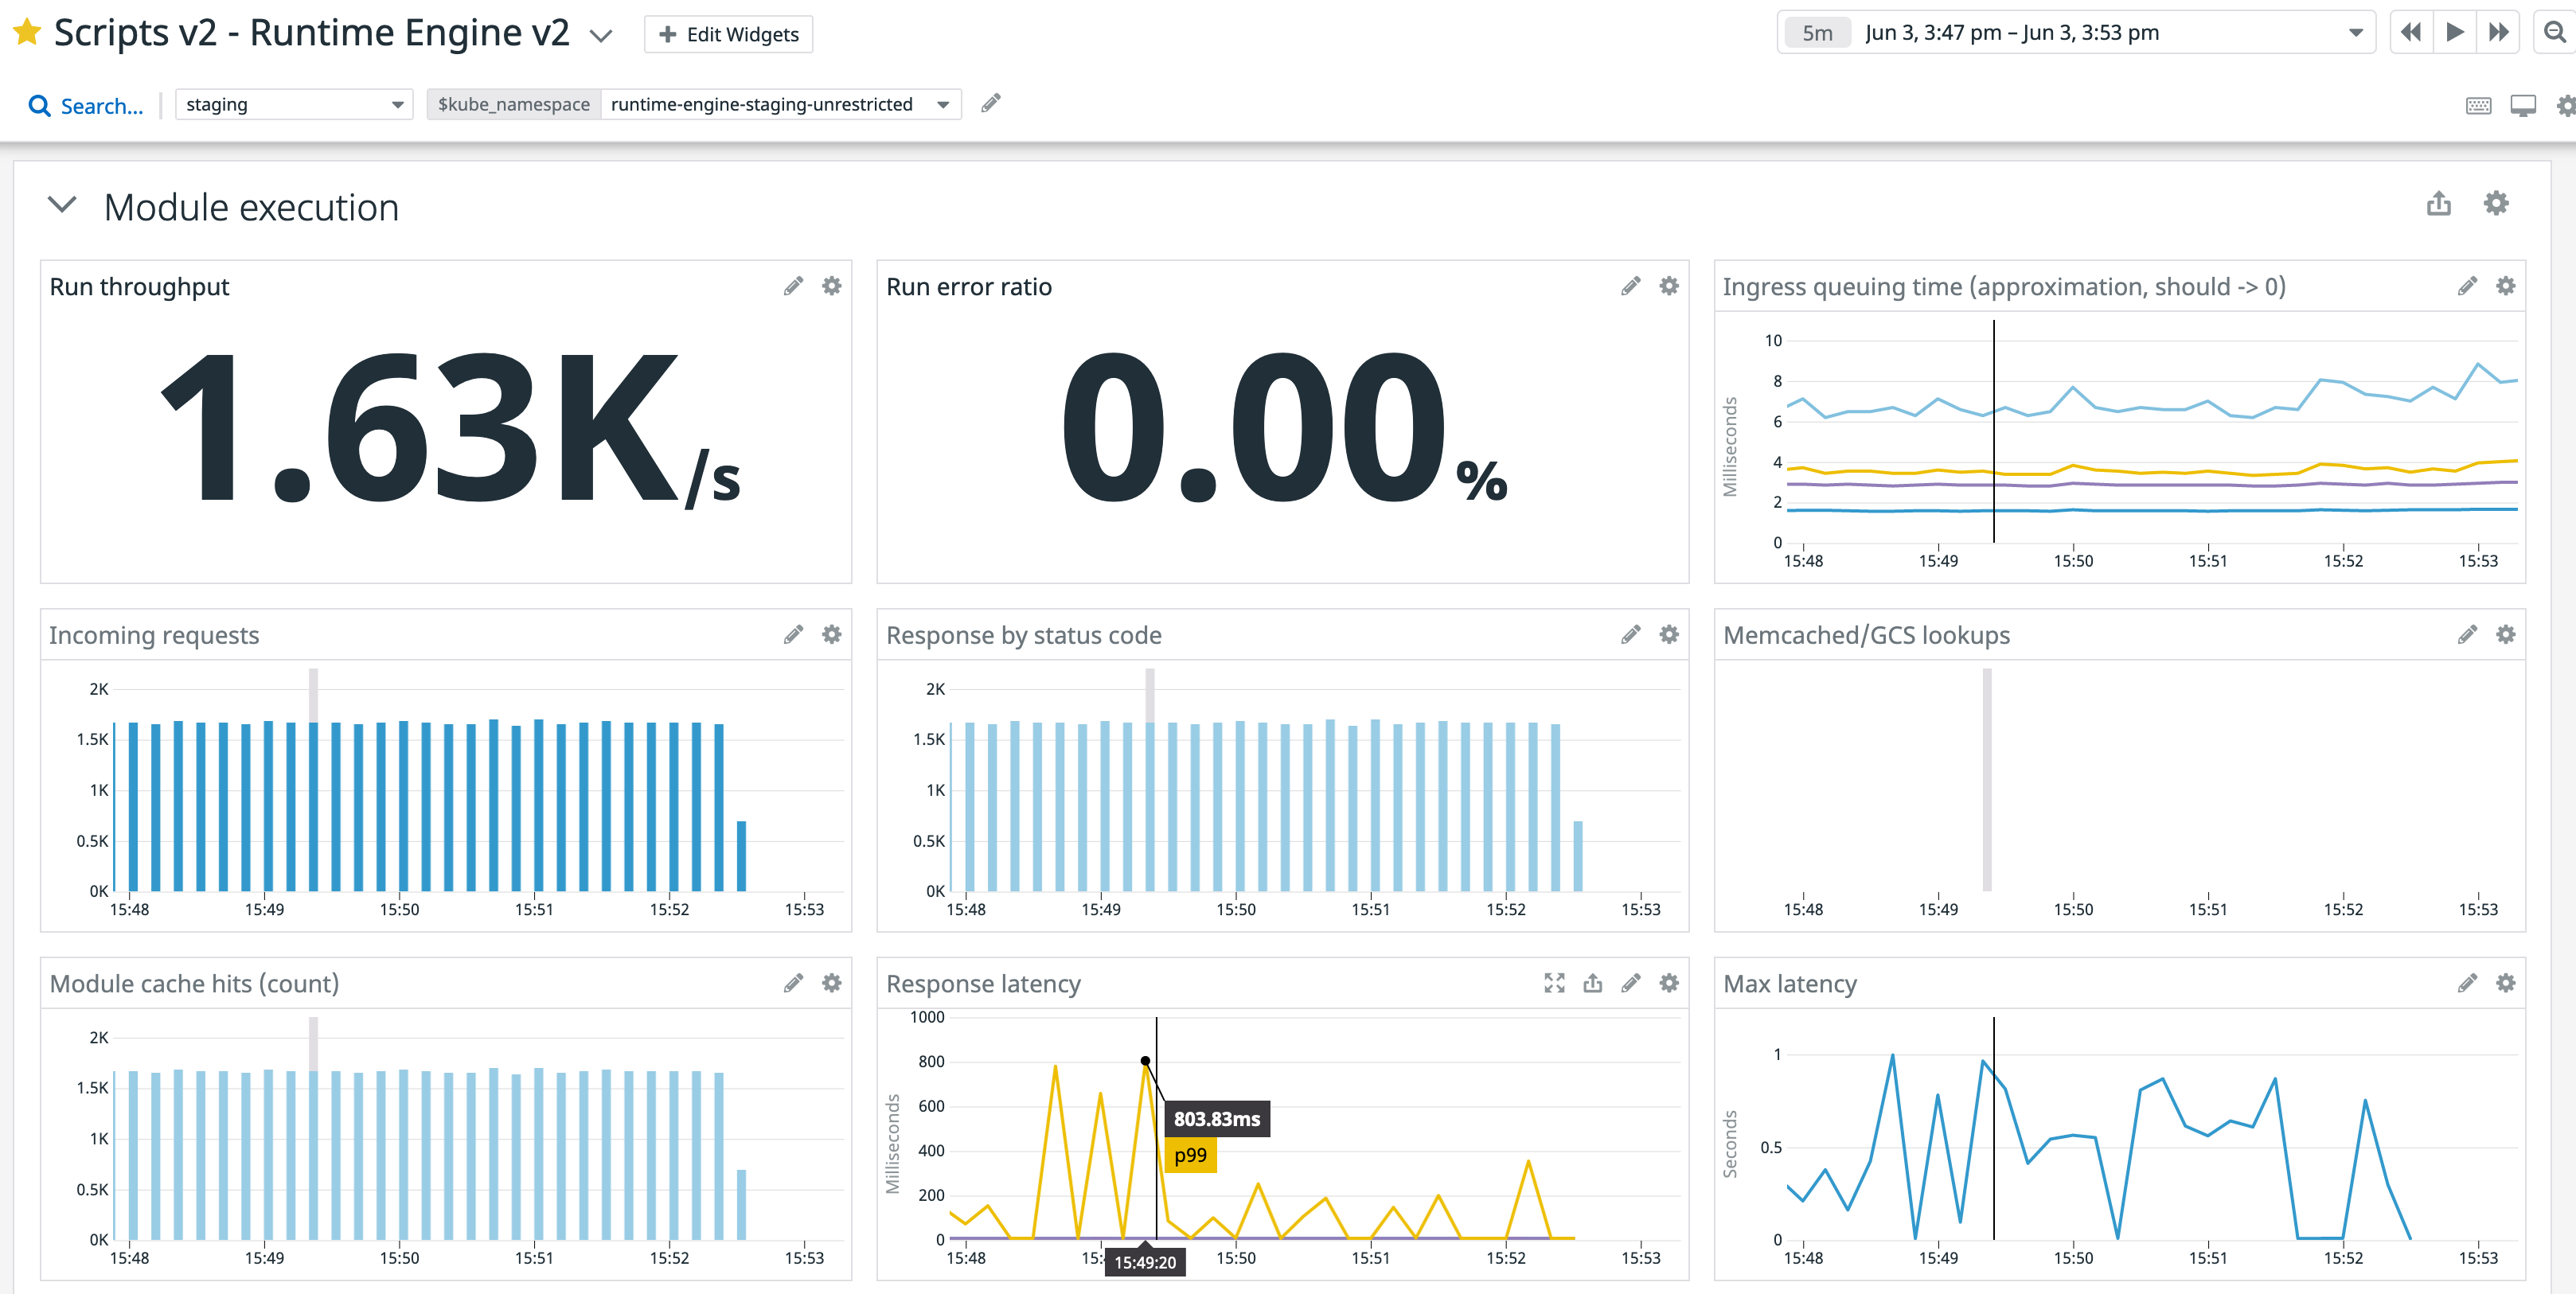 Scripts v2 - Runtime Engine v2
Edit Widgets
5m Jun 3, 3:47 pm – Jun 3, 3:53 pm
Search...
staging
$kube_namespace runtime-engine-staging-unrestricted
Module execution
Run throughput
1.63K/s
Run error ratio
0.00%
Ingress queuing time (approximation, should -> 0)
Milliseconds
10
8
6
4
2
0
15:48 15:49 15:50 15:51 15:52 15:53
Incoming requests
2K
1.5K
1K
0.5K
0K
15:48 15:49 15:50 15:51 15:52 15:53
Response by status code
2K
1.5K
1K
0.5K
0K
15:48 15:49 15:50 15:51 15:52 15:53
Memcached/GCS lookups
15:48 15:49 15:50 15:51 15:52 15:53
Module cache hits (count)
2K
1.5K
1K
0.5K
0K
15:48 15:49 15:50 15:51 15:52 15:53
Response latency
Milliseconds
1000
800
600
400
200
0
803.83ms
p99
15:48 15: 15:50 15:51 15:52 15:53
15:49:20
Max latency
Seconds
1
0.5
0
15:48 15:49 15:50 15:51 15:52 15:53